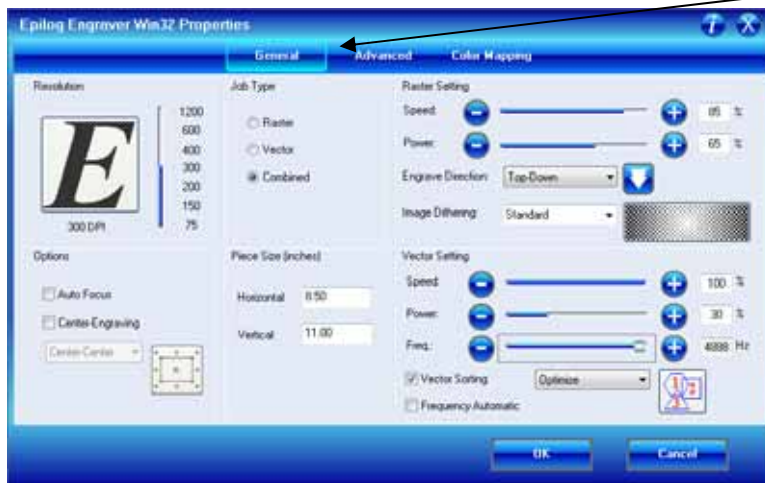 Epilog Engraver Win32 Properties
General Advanced Color Mapping
Resolution
E
1200
600
400
300
200
150
75
300 DPI
Job Type
Raster
Vector
Combined
Raster Setting
Speed: 85 %
Power: 65 %
Engrave Direction: Top-Down
Image Dithering: Standard
Options
Auto Focus
Center-Engraving
Center-Center
Piece Size (inches)
Horizontal 8.50
Vertical 11.00
Vector Setting
Speed: 100 %
Power: 30 %
Freq.: Hz
Vector Sorting Optimize
Frequency Automatic
OK Cancel